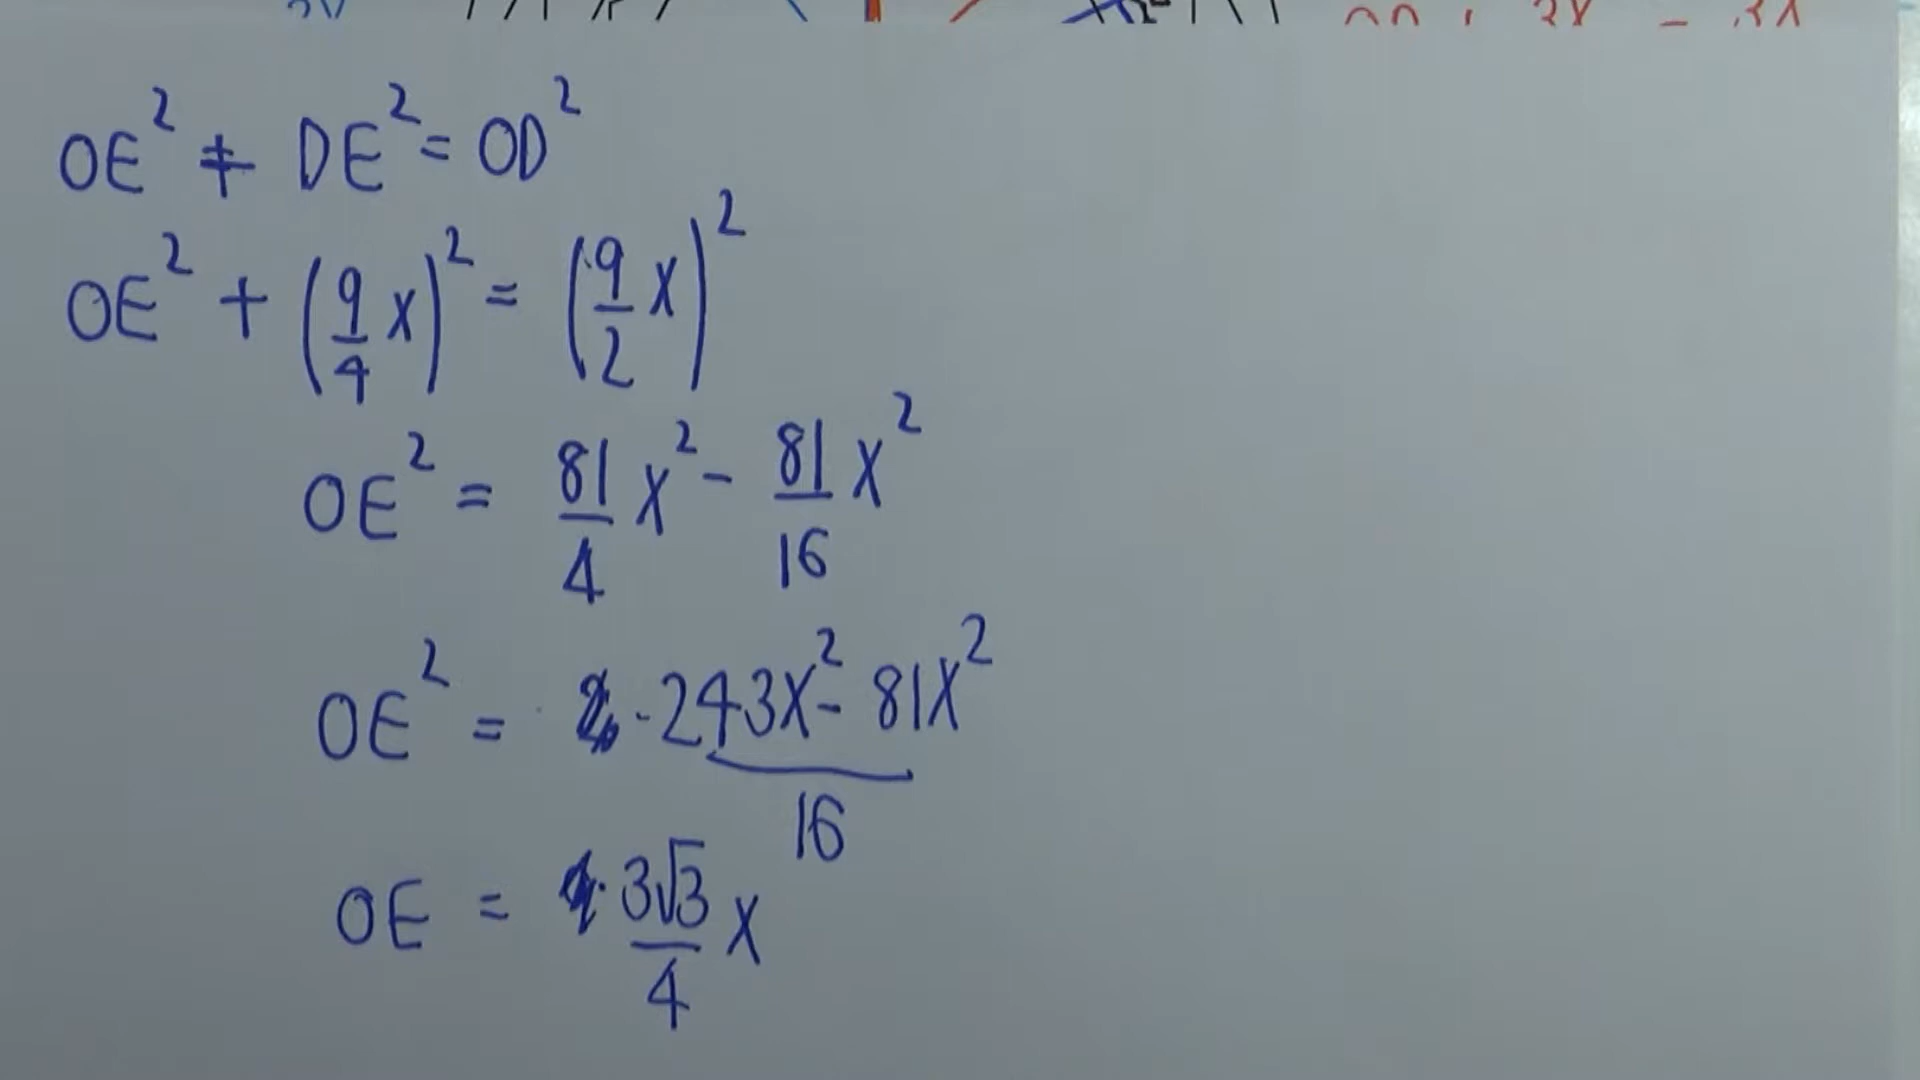 OE² + DE² = OD²
OE² + (9/4 x)² = (9/2 x)²
OE² = 81/4 x² - 81/16 x²
OE² = 243x² - 81x² / 16
OE = 3√3/4 x